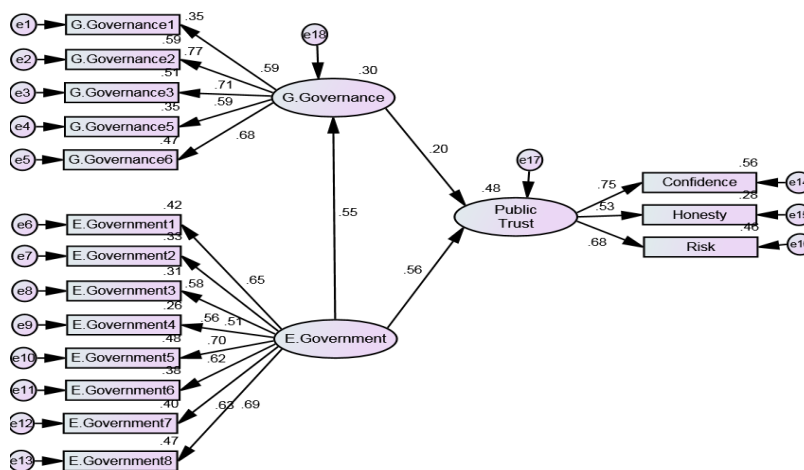 e1 G.Governance1 .35
.59
e2 G.Governance2 .77
.51
e3 G.Governance3 .71
.35
e4 G.Governance5 .59
.47
e5 G.Governance6 .68
.59
e18
.30
G.Governance
.20
.55
.56
e17
.48
Public
Trust
.75
.53
.68
.56
Confidence
.28
Honesty e15
.46
Risk
.42
e6 E.Government1 .65
.33
e7 E.Government2
.31
e8 E.Government3 .58
.26
e9 E.Government4 .56 .51
.48
e10 E.Government5 .70
.38
e11 E.Government6 .62
.40
e12 E.Government7 .63 .69
.47
e13 E.Government8
E.Government